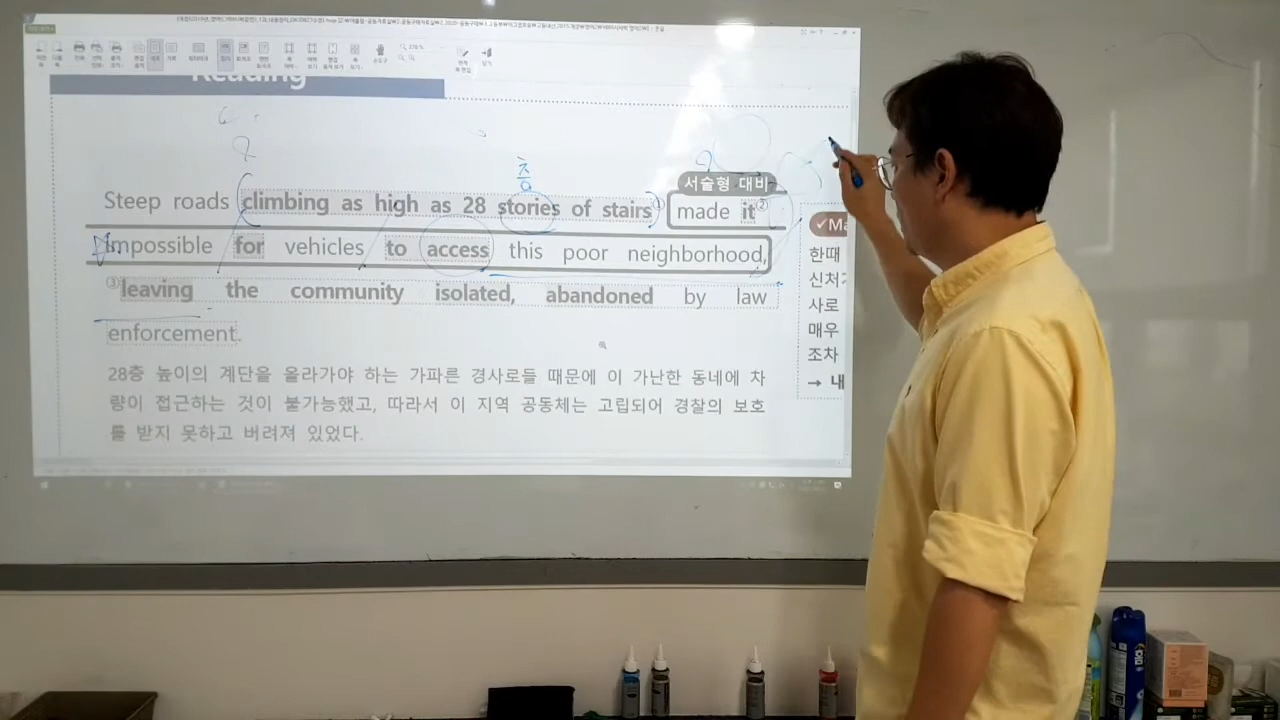 Reading
층
서술형 대비
Steep roads climbing as high as 28 stories of stairs① made it②
impossible for vehicles to access this poor neighborhood,
③leaving the community isolated, abandoned by law
enforcement.
28층 높이의 계단을 올라가야 하는 가파른 경사로들 때문에 이 가난한 동네에 차
량이 접근하는 것이 불가능했고, 따라서 이 지역 공동체는 고립되어 경찰의 보호
를 받지 못하고 버려져 있었다.
✓Ma
한때
신처
사로
매우
조차
→ 내